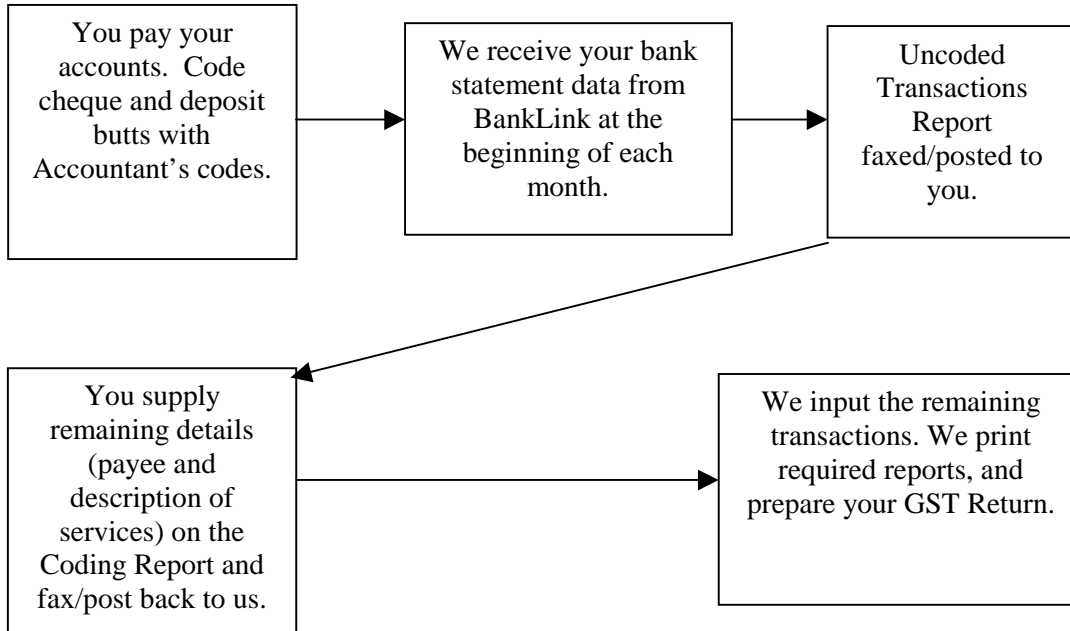 You pay your
accounts.  Code
cheque and deposit
butts with
Accountant’s codes.
We receive your bank
statement data from
BankLink at the
beginning of each
month.
Uncoded
Transactions
Report
faxed/posted to
you.
You supply
remaining details
(payee and
description of
services) on the
Coding Report and
fax/post back to us.
We input the remaining
transactions. We print
required reports, and
prepare your GST Return.